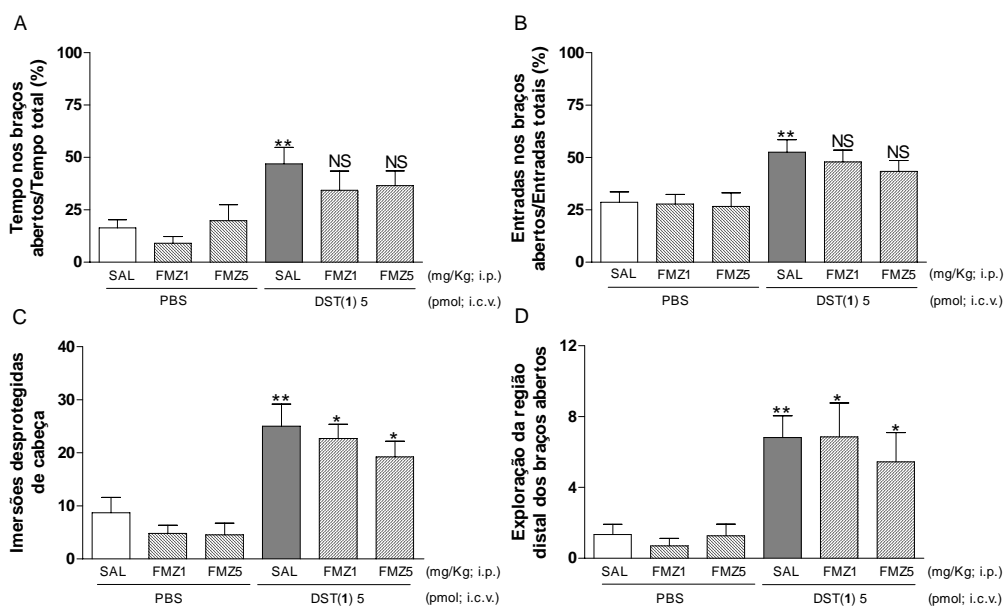 A
Tempo nos braços
abertos/Tempo total (%)
100
75
50
25
0
**
NS
NS
SAL FMZ1 FMZ5 SAL FMZ1 FMZ5 (mg/Kg; i.p.)
PBS DST(1) 5 (pmol; i.c.v.)
B
Entradas nos braços
abertos/Entradas totais (%)
100
75
50
25
0
**
NS
NS
SAL FMZ1 FMZ5 SAL FMZ1 FMZ5 (mg/Kg; i.p.)
PBS DST(1) 5 (pmol; i.c.v.)
C
Imersões desprotegidas
de cabeça
40
30
20
10
0
**
*
*
SAL FMZ1 FMZ5 SAL FMZ1 FMZ5 (mg/Kg; i.p.)
PBS DST(1) 5 (pmol; i.c.v.)
D
Exploração da região
distal dos braços abertos
12
8
4
0
**
*
*
SAL FMZ1 FMZ5 SAL FMZ1 FMZ5 (mg/Kg; i.p.)
PBS DST(1) 5 (pmol; i.c.v.)